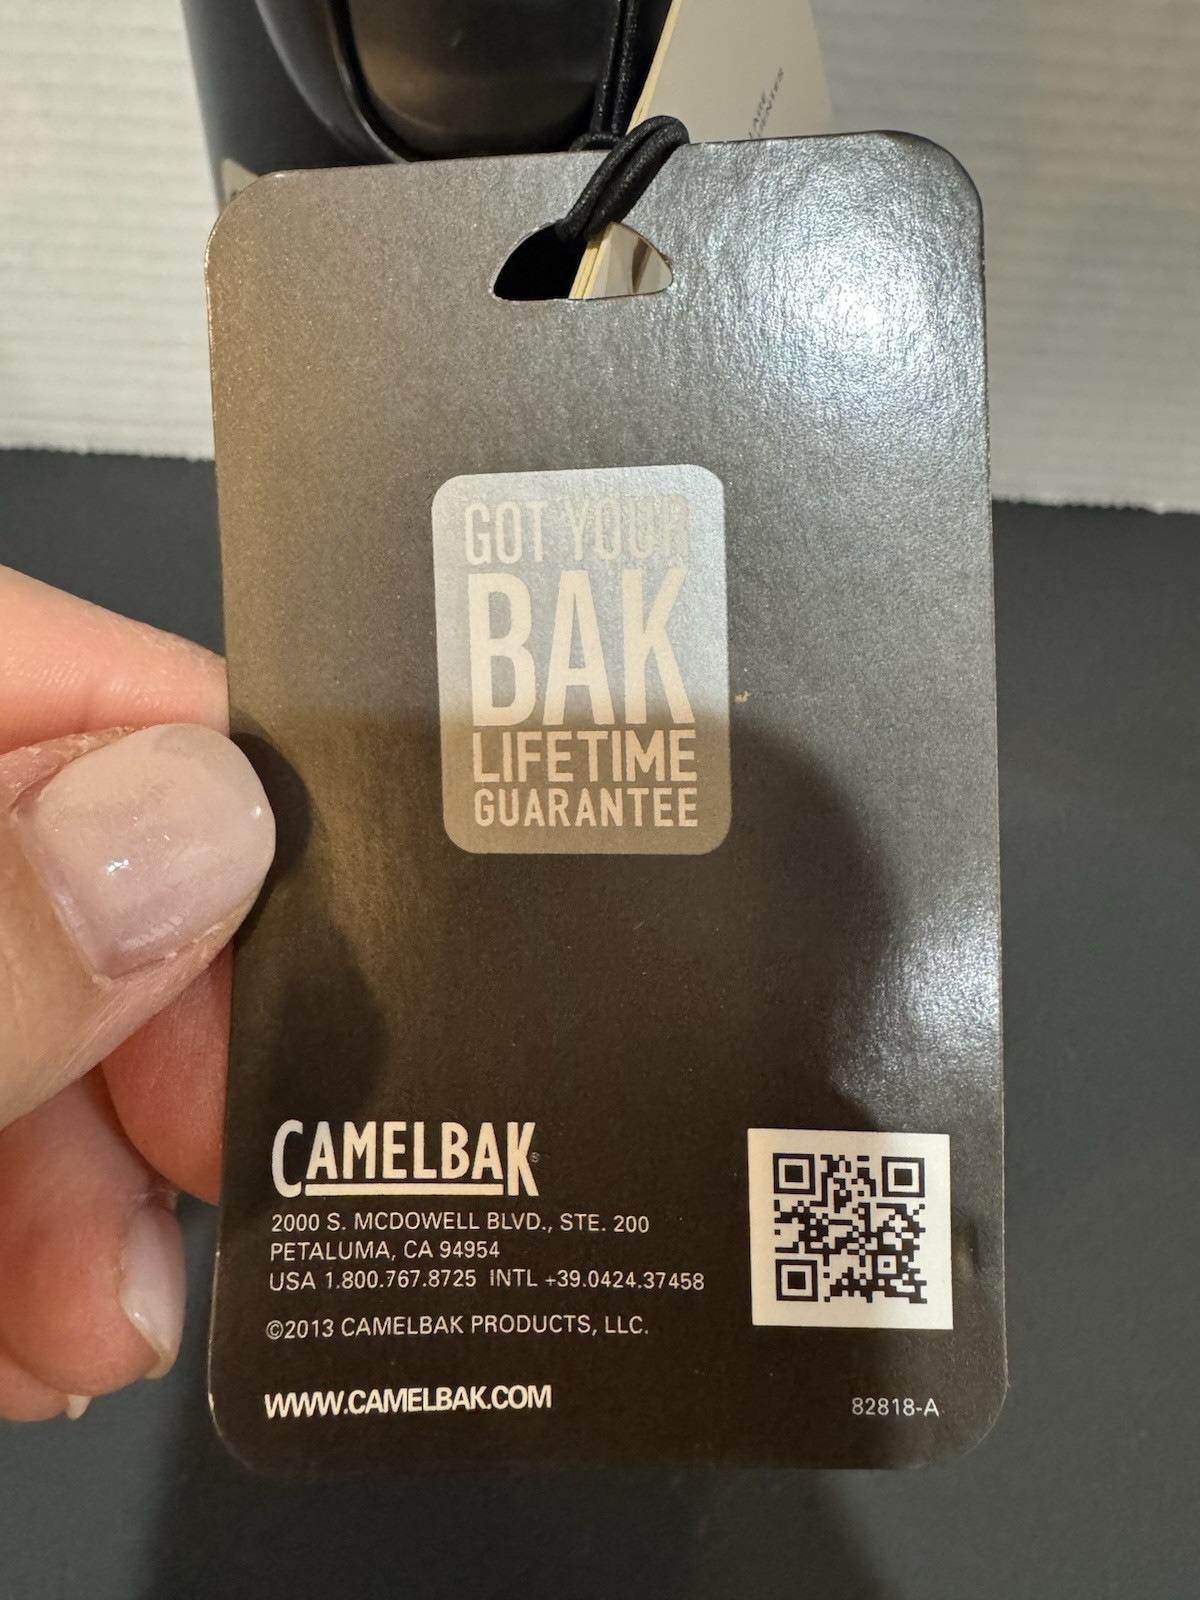 GOT YOUR
BAK
LIFETIME
GUARANTEE
CAMELBAK®
2000 S. MCDOWELL BLVD., STE. 200
PETALUMA, CA 94954
USA 1.800.767.8725 INTL +39.0424.37458
©2013 CAMELBAK PRODUCTS, LLC.
WWW.CAMELBAK.COM
82818-A